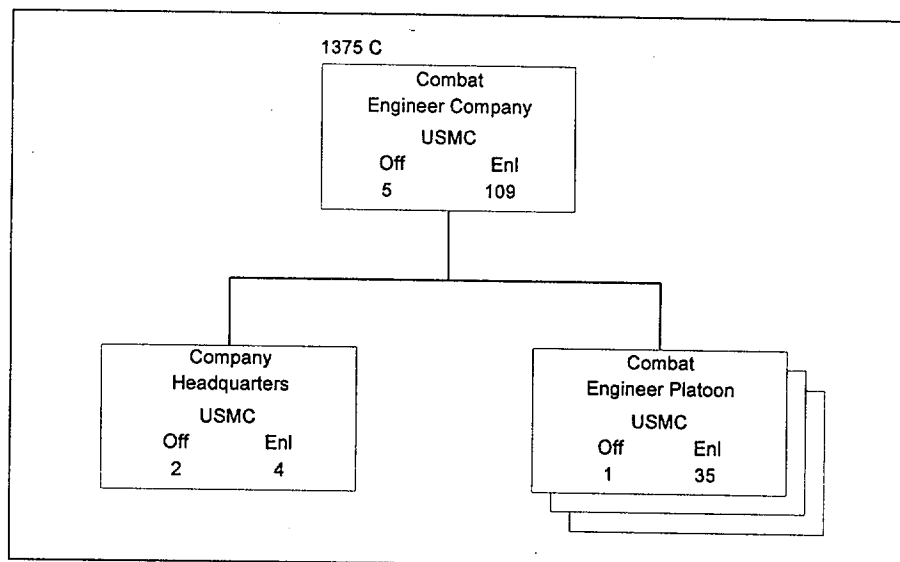 1375 C
Combat
Engineer Company
USMC
Off Enl
5 109
Company
Headquarters
USMC
Off Enl
2 4
Combat
Engineer Platoon
USMC
Off Enl
1 35